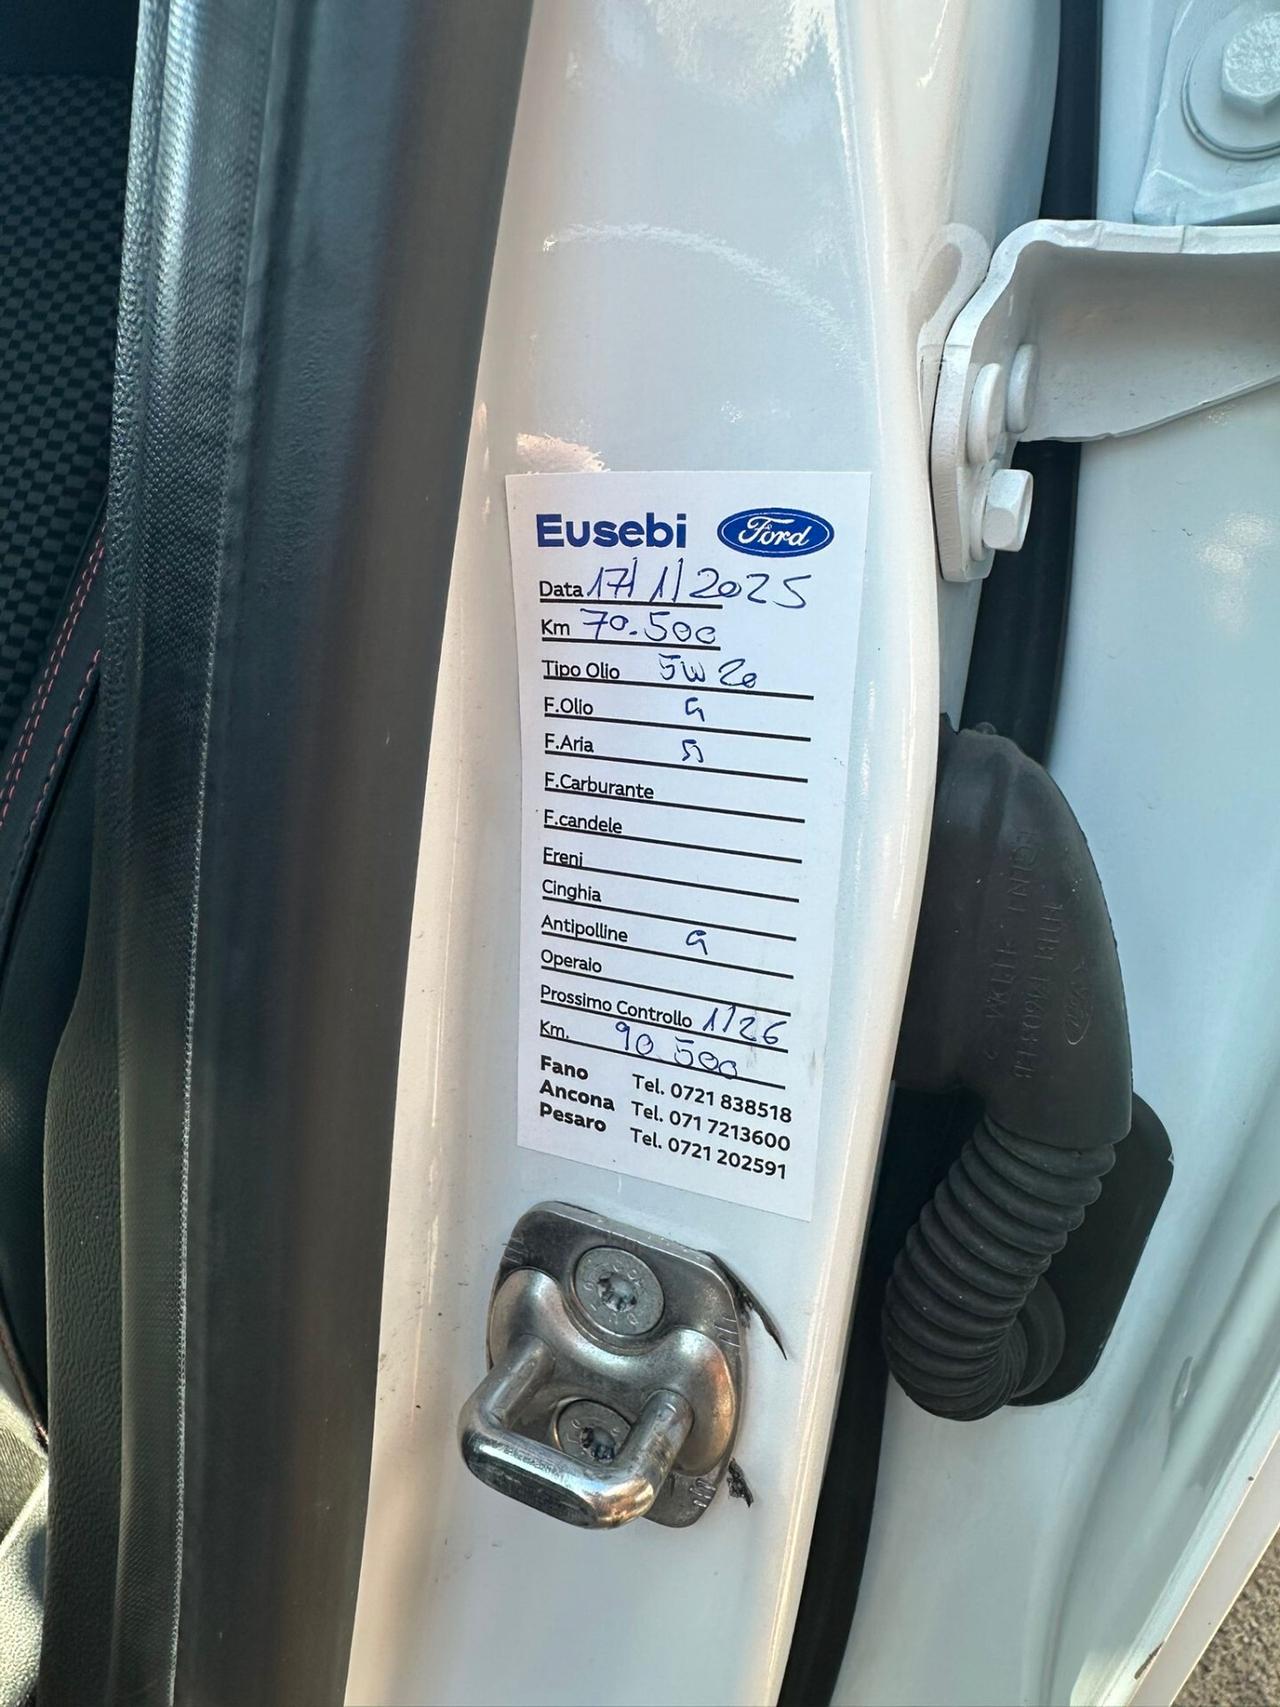 Eusebi Ford
Data 17/1/2025
Km 70.500
Tipo Olio 5W20
F.Olio
F.Aria
F.Carburante
F.candele
Freni
Cinghia
Antipolline
Operaio
Prossimo Controllo 1/26
Km. 90 500
Fano Tel. 0721 838518
Ancona Tel. 071 7213600
Pesaro Tel. 0721 202591